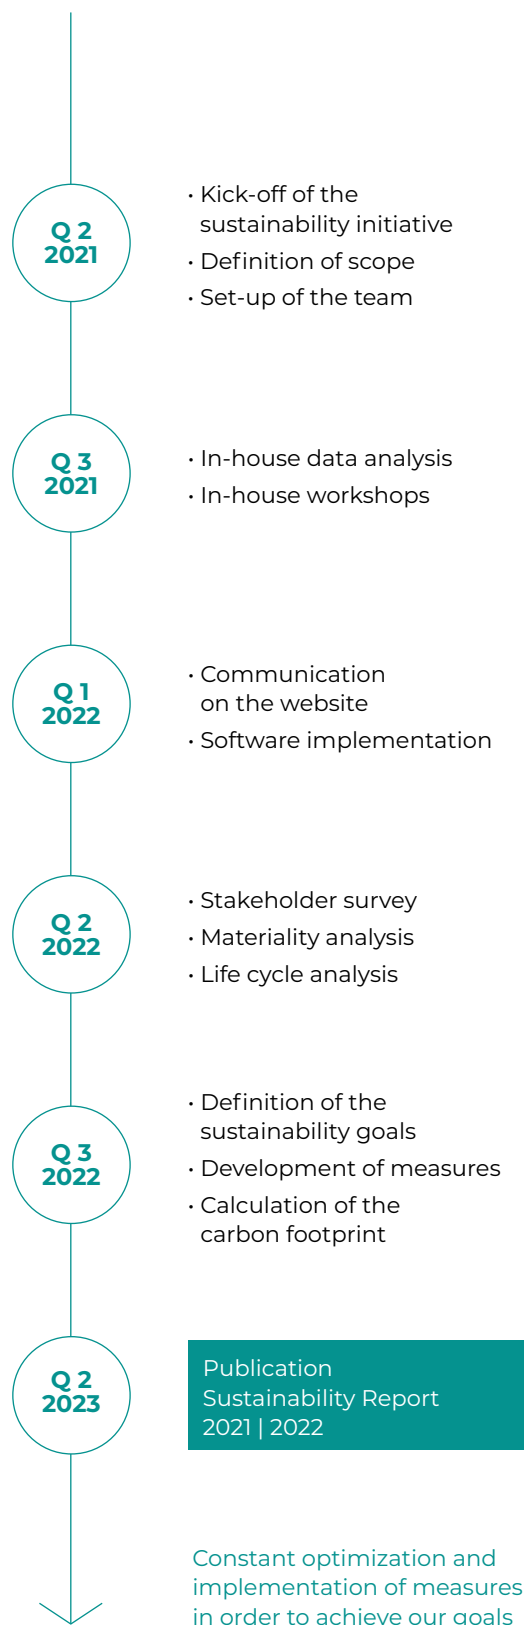 Q 2
2021
· Kick-off of the
sustainability initiative
· Definition of scope
· Set-up of the team
Q 3
2021
· In-house data analysis
· In-house workshops
Q 1
2022
· Communication
on the website
· Software implementation
Q 2
2022
· Stakeholder survey
· Materiality analysis
· Life cycle analysis
Q 3
2022
· Definition of the
sustainability goals
· Development of measures
· Calculation of the
carbon footprint
Q 2
2023
Publication
Sustainability Report
2021 | 2022
Constant optimization and
implementation of measures
in order to achieve our goals